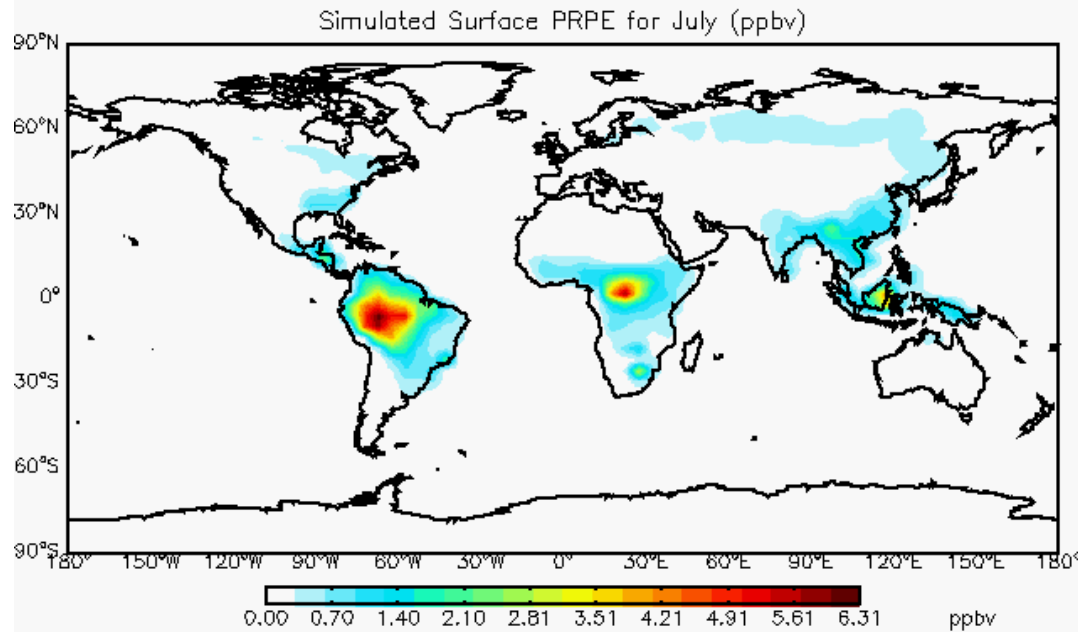 Simulated Surface PRPE for July (ppbv)
90°N
60°N
30°N
0°
30°S
60°S
90°S
180° 150°W 120°W 90°W 60°W 30°W 0° 30°E 60°E 90°E 120°E 150°E 180°
0.00 0.70 1.40 2.10 2.81 3.51 4.21 4.91 5.61 6.31 ppbv